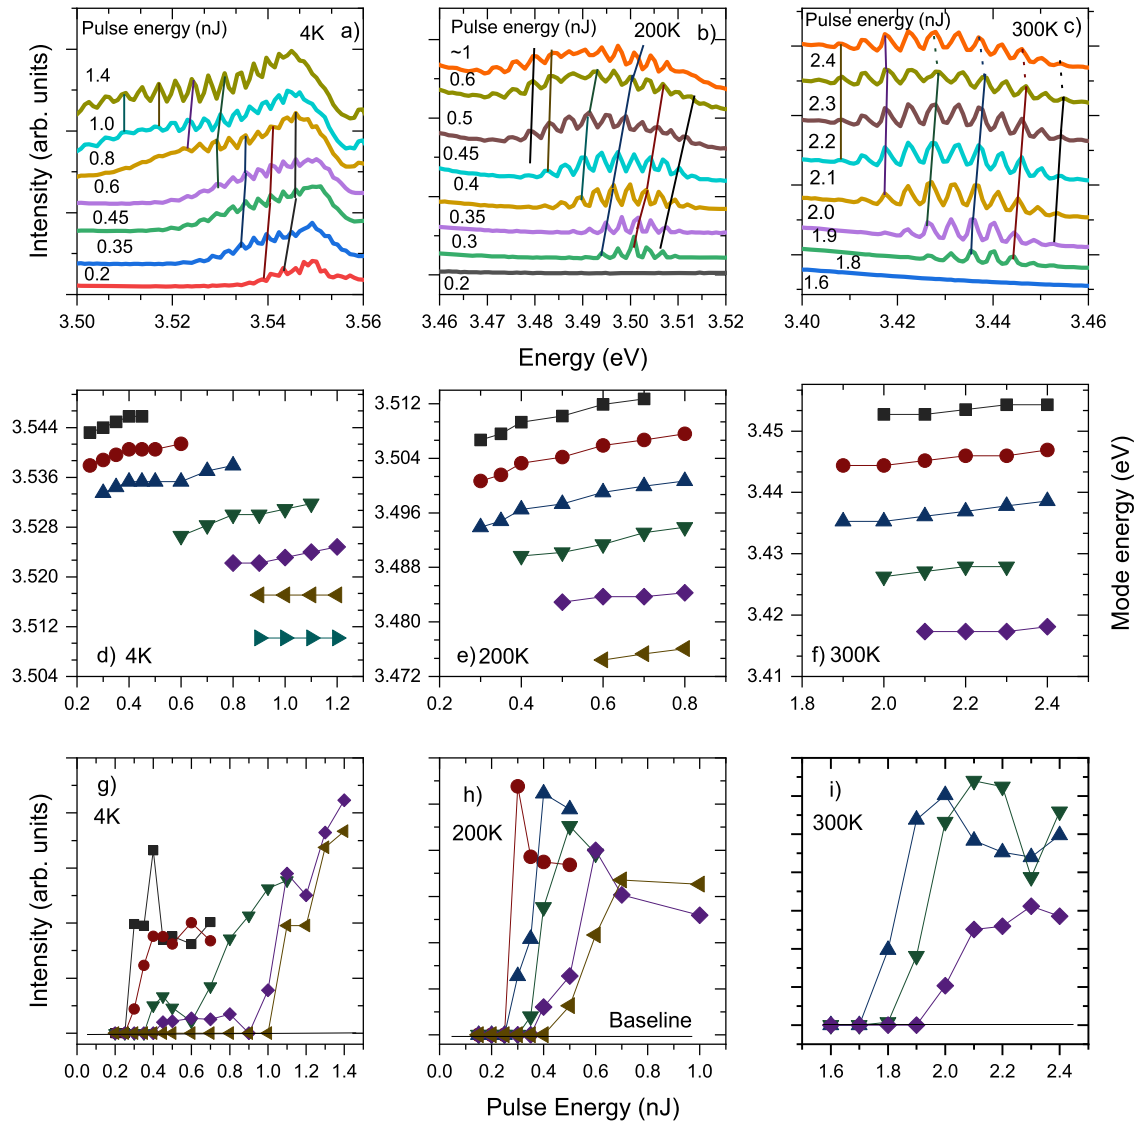 Pulse energy (nJ) 4K a)
1.4
1.0
0.8
0.6
0.45
0.35
0.2
3.50 3.52 3.54 3.56
Intensity (arb. units)
Pulse energy (nJ) 200K b)
~1
0.6
0.5
0.45
0.4
0.35
0.3
0.2
3.46 3.47 3.48 3.49 3.50 3.51 3.52
Pulse energy (nJ) 300K c)
2.4
2.3
2.2
2.1
2.0
1.9
1.8
1.6
3.40 3.42 3.44 3.46
Energy (eV)
3.544
3.536
3.528
3.520
3.512
3.504
d) 4K
0.2 0.4 0.6 0.8 1.0 1.2
3.512
3.504
3.496
3.488
3.480
3.472
e) 200K
0.2 0.4 0.6 0.8
3.45
3.44
3.43
3.42
3.41
f) 300K
1.8 2.0 2.2 2.4
Mode energy (eV)
g)
4K
0.0 0.2 0.4 0.6 0.8 1.0 1.2 1.4
Intensity (arb. units)
h)
200K
Baseline
0.0 0.2 0.4 0.6 0.8 1.0
i)
300K
1.6 1.8 2.0 2.2 2.4
Pulse Energy (nJ)